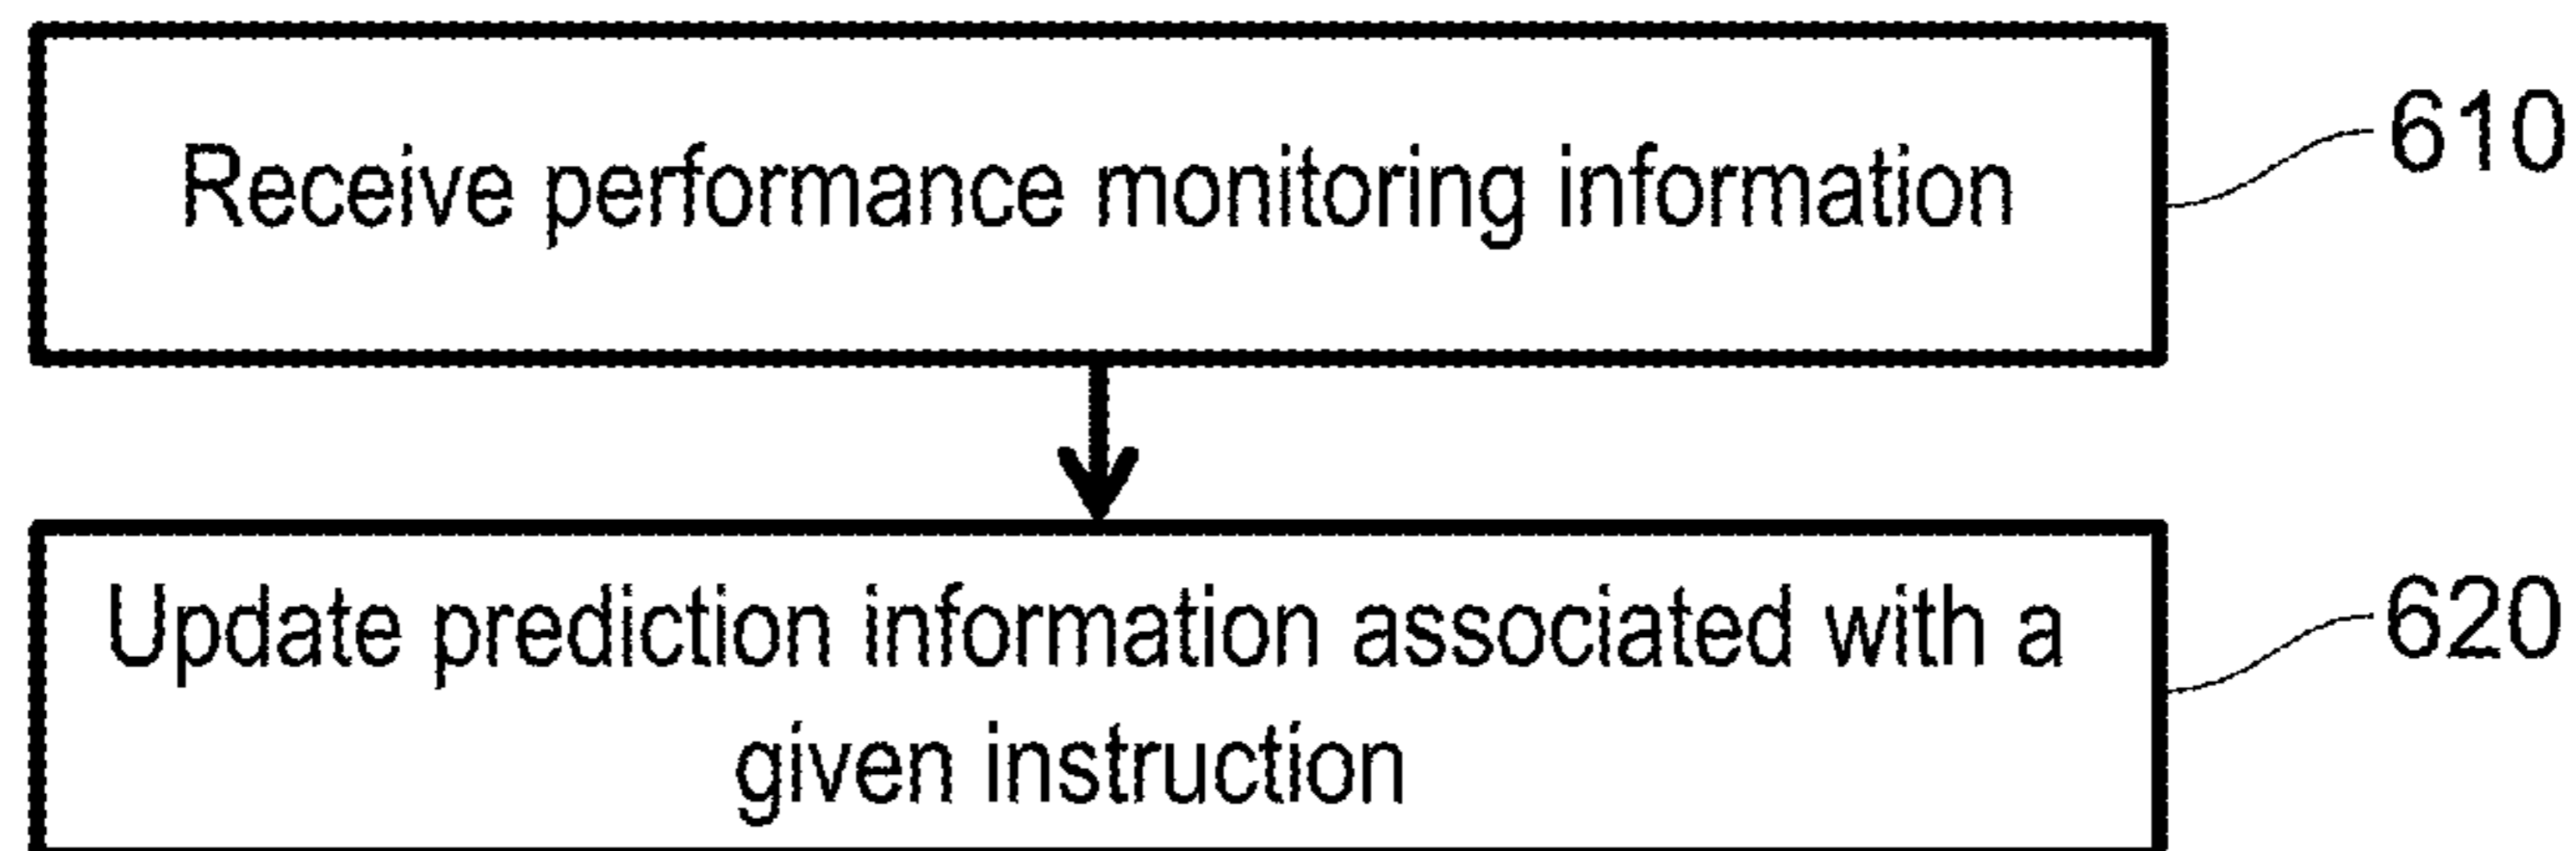 Receive performance monitoring information
610
Update prediction information associated with a
given instruction
620